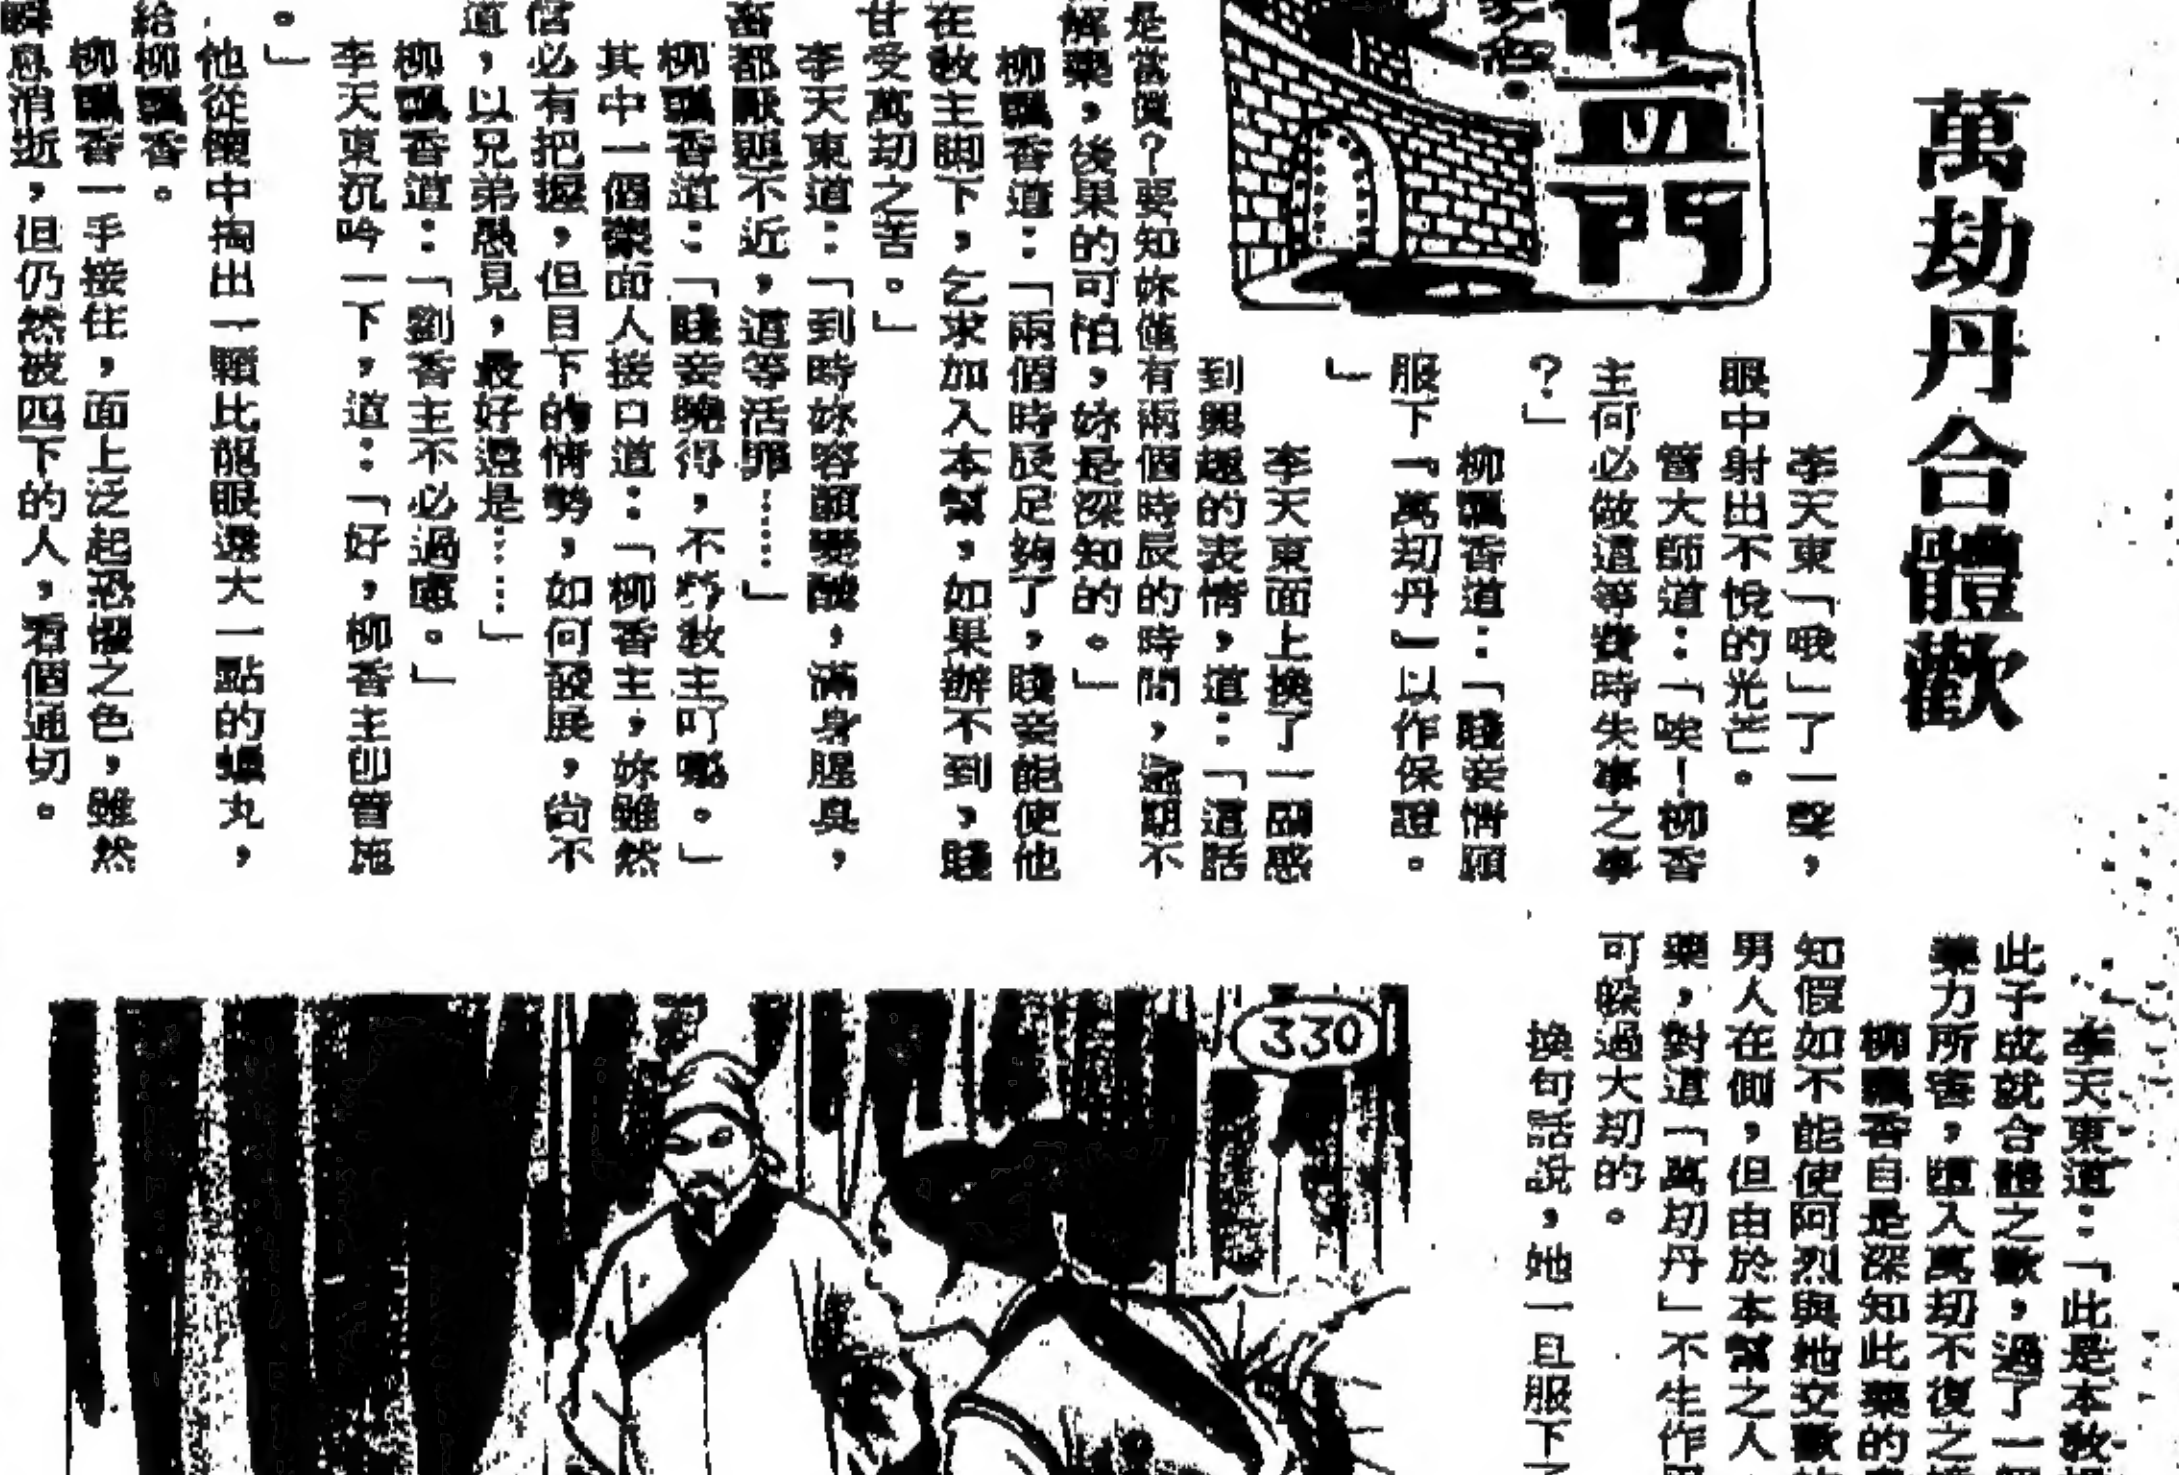 萬劫丹合體歡
門
李天東「哦」了一聲，
眼中射出不悅的光芒。
管大師道：「唉！柳香
主何必做這等費時失事之事
？」
柳飄香道：「賤妾情願
服下『萬劫丹』以作保證。
」
李天東面上換了一副感
到興趣的表情，道：「這話
是當真？要知妳僅有兩個時辰的時間，逾期不
解藥，後果的可怕，妳是深知的。」
柳飄香道：「兩個時辰足夠了，賤妾能使他
在教主脚下，乞求加入本幫，如果辦不到，賤
甘受萬劫之苦。」
李天東道：「到時妳容顏變醜，滿身腥臭，
畜都厭惡不近，這等活罪……」
柳飄香道：「賤妾曉得，不勞教主叮囑。」
其中一個蒙面人接口道：「柳香主，妳雖然
信必有把握，但目下的情勢，如何發展，尚不
道，以兄弟愚見，最好還是……」
柳飄香道：「劉香主不必過慮。」
李天東沉吟一下，道：「好，柳香主卽管施
。」
他從懷中掏出一顆比龍眼還大一點的蠟丸，
給柳飄香。
柳飄香一手接住，面上泛起恐懼之色，雖然
瞬息消逝，但仍然被四下的人，看個通切。
李天東道：「此是本教
此子成就合體之歡，過了一
藥力所害，墮入萬劫不復之
柳飄香自是深知此藥的
知假如不能使阿烈與她交歡
男人在側，但由於本幫之人
藥，對這「萬劫丹」不生作
可躲過大劫的。
換句話說，她一旦服下
330